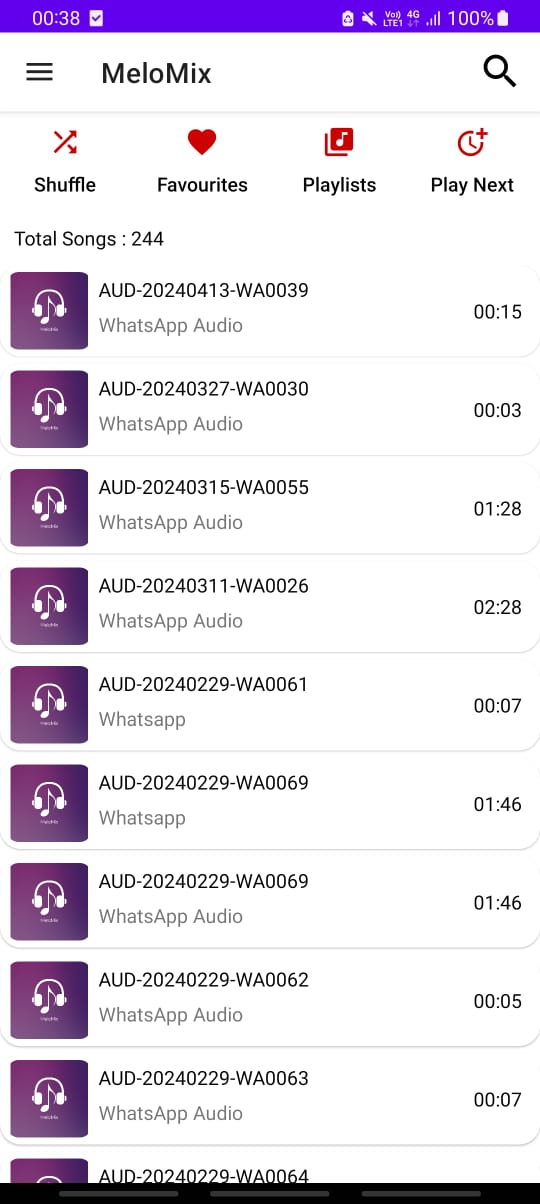 00:38 Vo) LTE1 4G 100%
MeloMix
Shuffle Favourites Playlists Play Next
Total Songs : 244
AUD-20240413-WA0039
WhatsApp Audio
00:15
AUD-20240327-WA0030
WhatsApp Audio
00:03
AUD-20240315-WA0055
WhatsApp Audio
01:28
AUD-20240311-WA0026
WhatsApp Audio
02:28
AUD-20240229-WA0061
Whatsapp
00:07
AUD-20240229-WA0069
Whatsapp
01:46
AUD-20240229-WA0069
WhatsApp Audio
01:46
AUD-20240229-WA0062
WhatsApp Audio
00:05
AUD-20240229-WA0063
WhatsApp Audio
00:07
AUD-20240229-WA0064